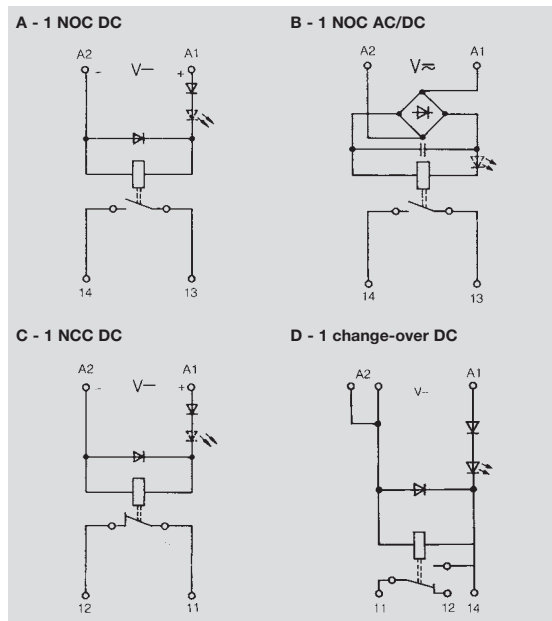 A - 1 NOC DC
B - 1 NOC AC/DC
A2 - V⎓ + A1
A2 V≂ A1
14 13
14 13
C - 1 NCC DC
D - 1 change-over DC
A2 - V⎓ + A1
A2 V-- A1
12 11
11 12 14